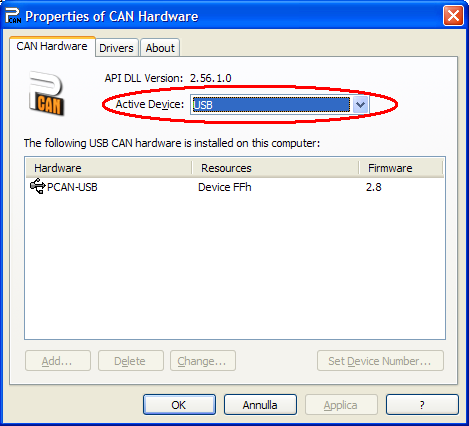 P CAN Properties of CAN Hardware
CAN Hardware Drivers About
P CAN
API DLL Version: 2.56.1.0
Active Device: USB
The following USB CAN hardware is installed on this computer:
Hardware Resources Firmware
PCAN-USB Device FFh 2.8
Add... Delete Change... Set Device Number...
OK Annulla Applica ?